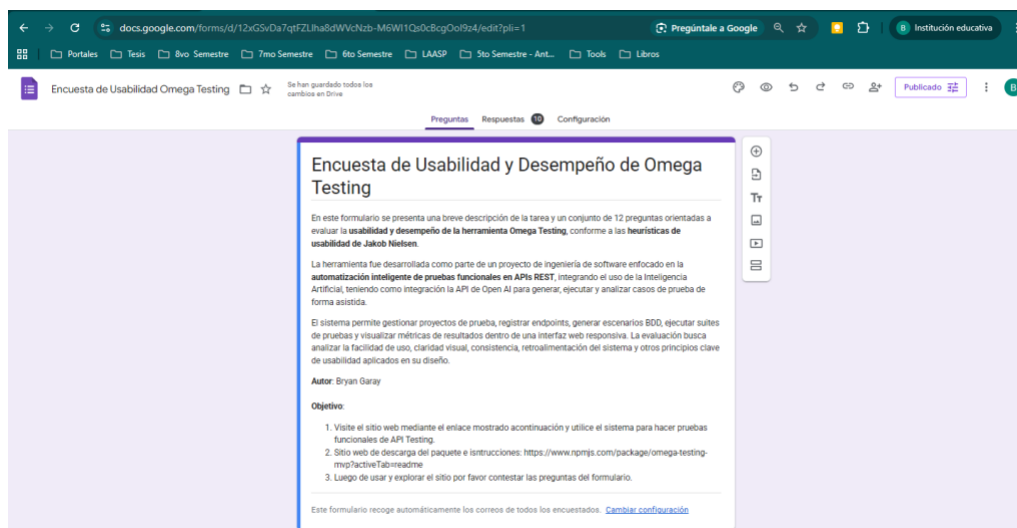 docs.google.com/forms/d/12xGSvDa7qtFZLlha8dWVcNzb-M6Wl1Qs0cBcgOol9z4/edit?pli=1
Pregúntale a Google
B Institución educativa
Portales Tesis 8vo Semestre 7mo Semestre 6to Semestre LAASP 5to Semestre - Ant... Tools Libros
Encuesta de Usabilidad Omega Testing
Se han guardado todos los
cambios en Drive
Publicado
B
Preguntas Respuestas 10 Configuración
Encuesta de Usabilidad y Desempeño de Omega
Testing
En este formulario se presenta una breve descripción de la tarea y un conjunto de 12 preguntas orientadas a
evaluar la usabilidad y desempeño de la herramienta Omega Testing, conforme a las heurísticas de
usabilidad de Jakob Nielsen.
La herramienta fue desarrollada como parte de un proyecto de ingeniería de software enfocado en la
automatización inteligente de pruebas funcionales en APIs REST, integrando el uso de la Inteligencia
Artificial, teniendo como integración la API de Open AI para generar, ejecutar y analizar casos de prueba de
forma asistida.
El sistema permite gestionar proyectos de prueba, registrar endpoints, generar escenarios BDD, ejecutar suites
de pruebas y visualizar métricas de resultados dentro de una interfaz web responsiva. La evaluación busca
analizar la facilidad de uso, claridad visual, consistencia, retroalimentación del sistema y otros principios clave
de usabilidad aplicados en su diseño.
Autor: Bryan Garay
Objetivo:
1. Visite el sitio web mediante el enlace mostrado acontinuación y utilice el sistema para hacer pruebas
funcionales de API Testing.
2. Sitio web de descarga del paquete e isntrucciones: https://www.npmjs.com/package/omega-testing-
mvp?activeTab=readme
3. Luego de usar y explorar el sitio por favor contestar las preguntas del formulario.
Este formulario recoge automáticamente los correos de todos los encuestados. Cambiar configuración